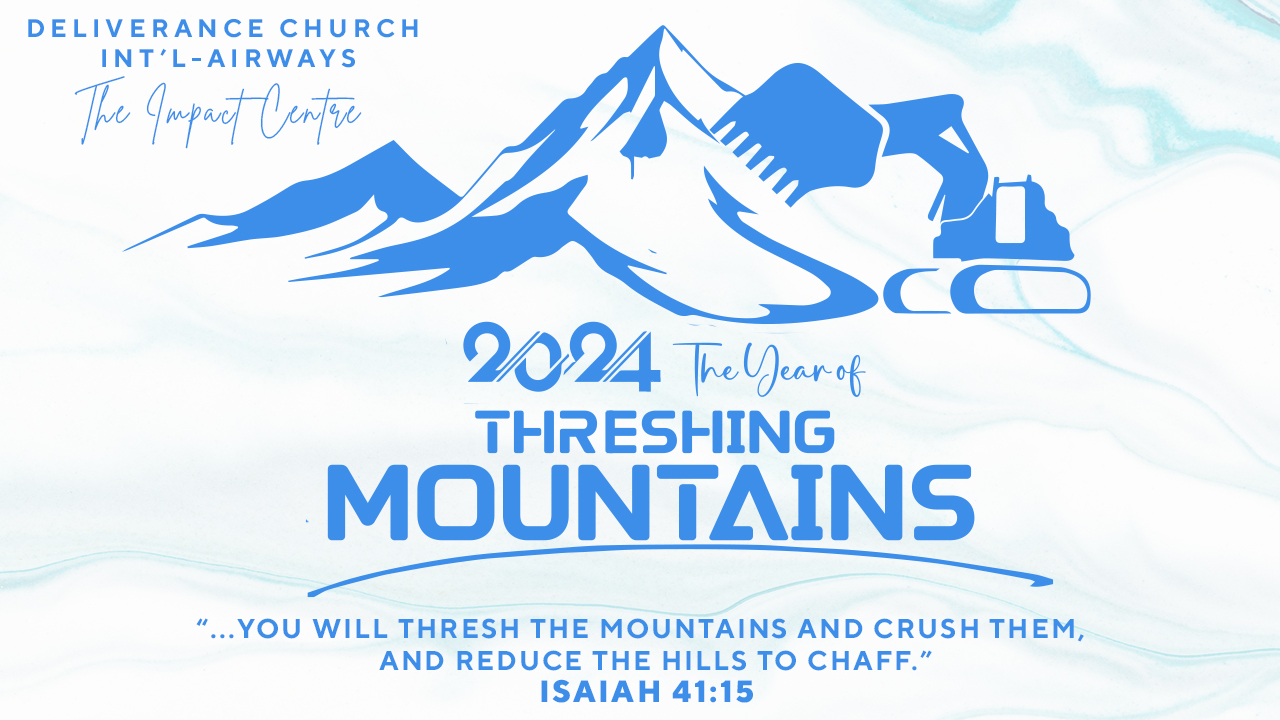 DELIVERANCE CHURCH
INT'L-AIRWAYS
The Impact Centre
2024 The Year of
THRESHING
MOUNTAINS
"...YOU WILL THRESH THE MOUNTAINS AND CRUSH THEM,
AND REDUCE THE HILLS TO CHAFF."
ISAIAH 41:15